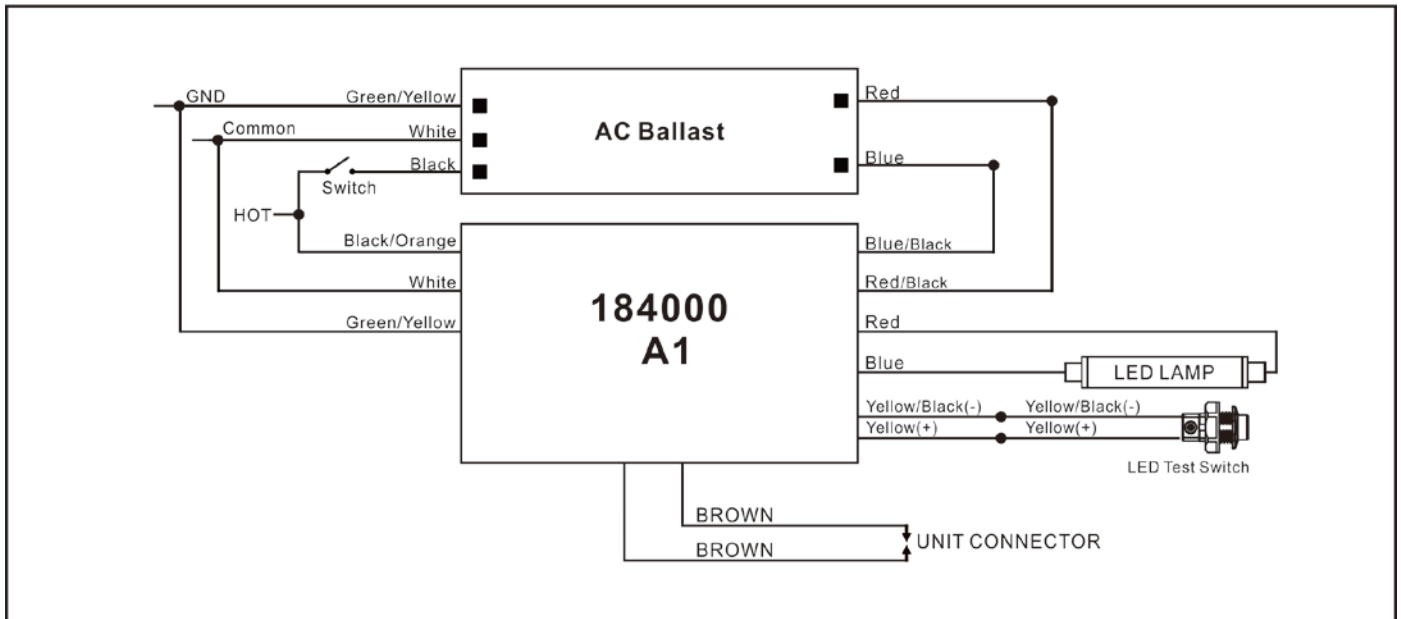 GND
Green/Yellow
Common
White
Black
Switch
HOT
AC Ballast
Red
Blue
Black/Orange
White
Green/Yellow
184000
A1
Blue/Black
Red/Black
Red
Blue
LED LAMP
Yellow/Black(-)
Yellow/Black(-)
Yellow(+)
Yellow(+)
LED Test Switch
BROWN
BROWN
UNIT CONNECTOR